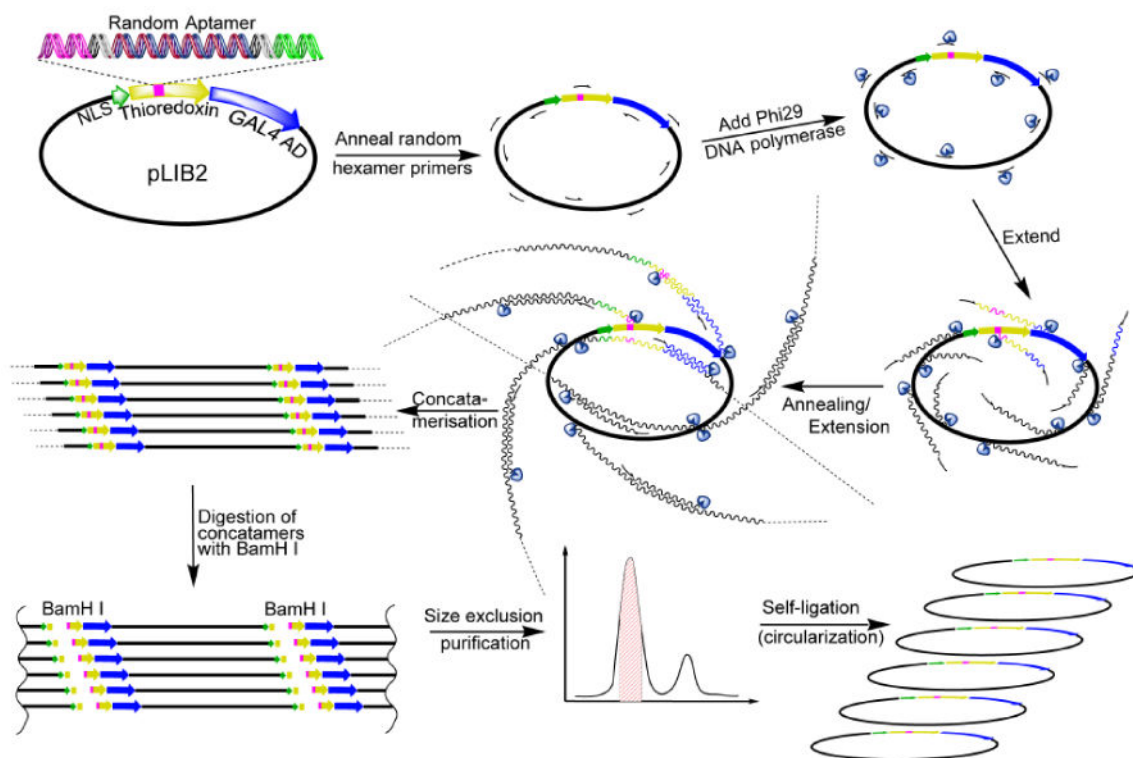 Random Aptamer
NLS
Thioredoxin
GAL4 AD
pLIB2
Anneal random
hexamer primers
Add Phi29
DNA polymerase
Extend
Annealing/
Extension
Concata-
merisation
Digestion of
concatamers
with BamH I
BamH I
BamH I
Size exclusion
purification
Self-ligation
(circularization)